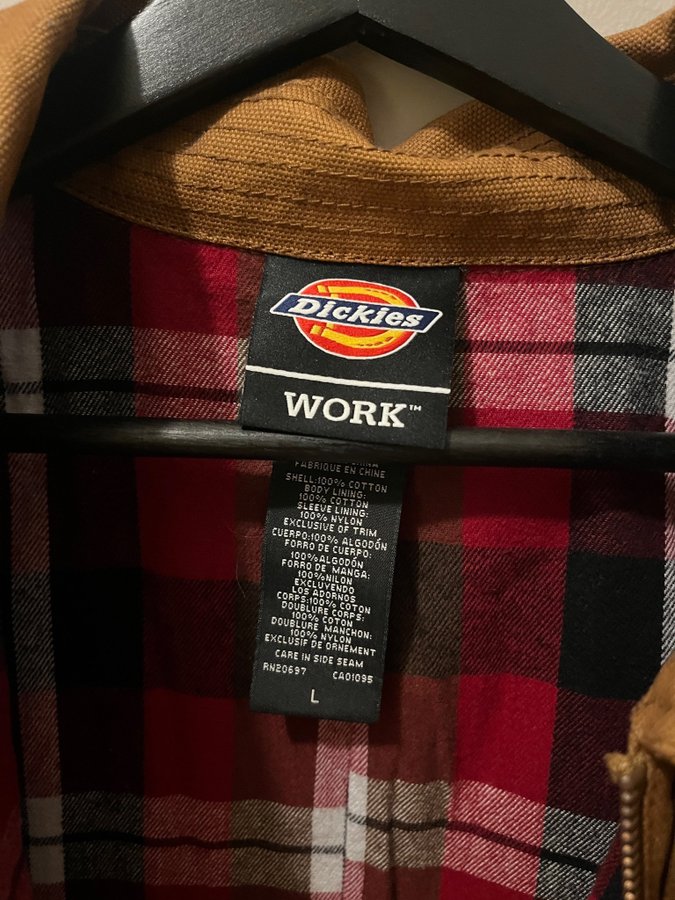 Dickies
WORK™
CHINA
FABRIQUE EN CHINE
SHELL:100% COTTON
BODY LINING:
100% COTTON
SLEEVE LINING:
100% NYLON
EXCLUSIVE OF TRIM
CUERPO:100% ALGODÓN
FORRO DE CUERPO:
100%ALGODÓN
FORRO DE MANGA:
100%NILON
EXCLUYENDO
LOS ADORNOS
CORPS:100% COTON
DOUBLURE CORPS:
100% COTON
DOUBLURE MANCHON:
100% NYLON
EXCLUSIF DE ORNEMENT
CARE IN SIDE SEAM
RN20697 CA01095
L